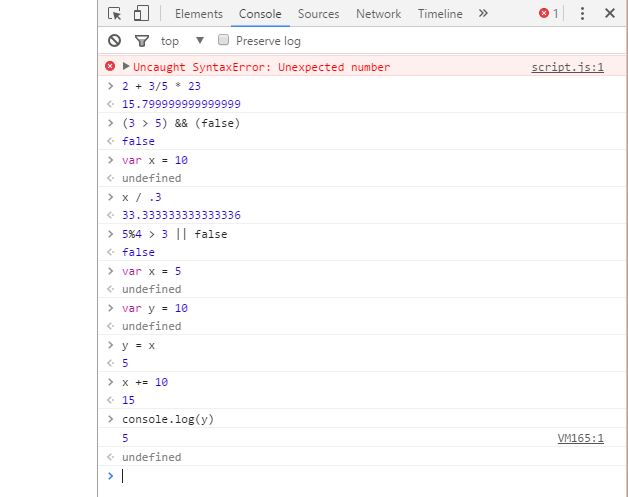 Elements Console Sources Network Timeline » 1
top Preserve log
Uncaught SyntaxError: Unexpected number script.js:1
2 + 3/5 * 23
15.799999999999999
(3 > 5) && (false)
false
var x = 10
undefined
x / .3
33.333333333333336
5%4 > 3 || false
false
var x = 5
undefined
var y = 10
undefined
y = x
5
x += 10
15
console.log(y)
5 VM165:1
undefined